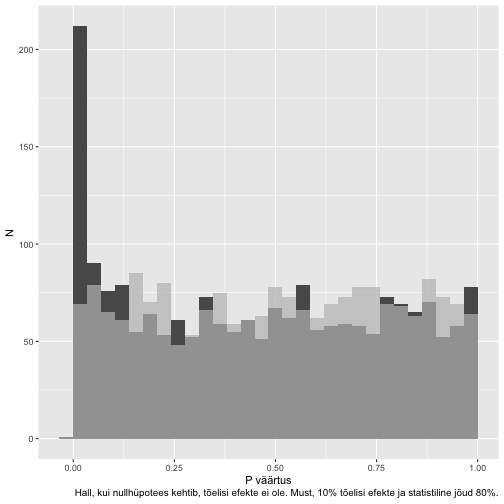 200
150
100
50
0
N
0.00 0.25 0.50 0.75 1.00
P väärtus
Hall, kui nullhüpotees kehtib, tõelisi efekte ei ole. Must, 10% tõelisi efekte ja statistiline jõud 80%.